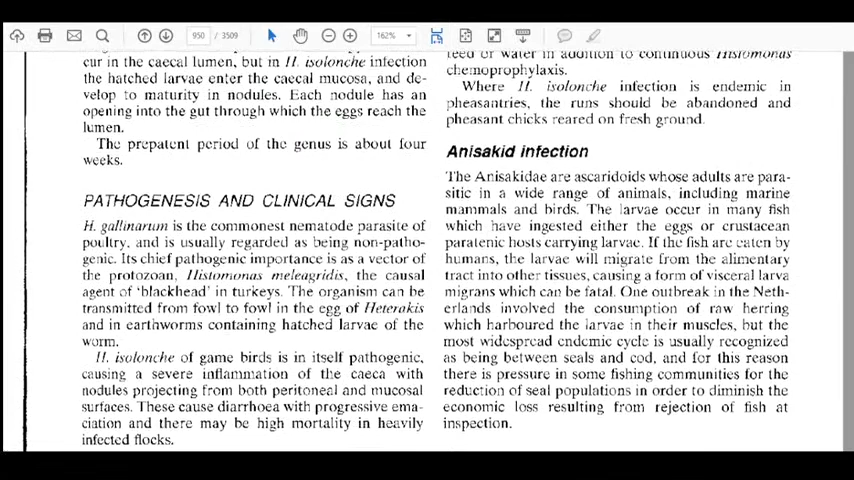 950 / 3509
162%
cur in the caecal lumen, but in H. isolonche infection
the hatched larvae enter the caecal mucosa, and de-
velop to maturity in nodules. Each nodule has an
opening into the gut through which the eggs reach the
lumen.
The prepatent period of the genus is about four
weeks.
PATHOGENESIS AND CLINICAL SIGNS
H. gallinarum is the commonest nematode parasite of
poultry, and is usually regarded as being non-patho-
genic. Its chief pathogenic importance is as a vector of
the protozoan, Histomonas meleagridis, the causal
agent of 'blackhead' in turkeys. The organism can be
transmitted from fowl to fowl in the egg of Heterakis
and in earthworms containing hatched larvae of the
worm.
H. isolonche of game birds is in itself pathogenic,
causing a severe inflammation of the caeca with
nodules projecting from both peritoneal and mucosal
surfaces. These cause diarrhoea with progressive ema-
ciation and there may be high mortality in heavily
infected flocks.
feed or water in addition to continuous Histomonas
chemoprophylaxis.
Where H. isolonche infection is endemic in
pheasantries, the runs should be abandoned and
pheasant chicks reared on fresh ground.
Anisakid infection
The Anisakidae are ascaridoids whose adults are para-
sitic in a wide range of animals, including marine
mammals and birds. The larvae occur in many fish
which have ingested either the eggs or crustacean
paratenic hosts carrying larvae. If the fish are eaten by
humans, the larvae will migrate from the alimentary
tract into other tissues, causing a form of visceral larva
migrans which can be fatal. One outbreak in the Neth-
erlands involved the consumption of raw herring
which harboured the larvae in their muscles, but the
most widespread endemic cycle is usually recognized
as being between seals and cod, and for this reason
there is pressure in some fishing communities for the
reduction of seal populations in order to diminish the
economic loss resulting from rejection of fish at
inspection.